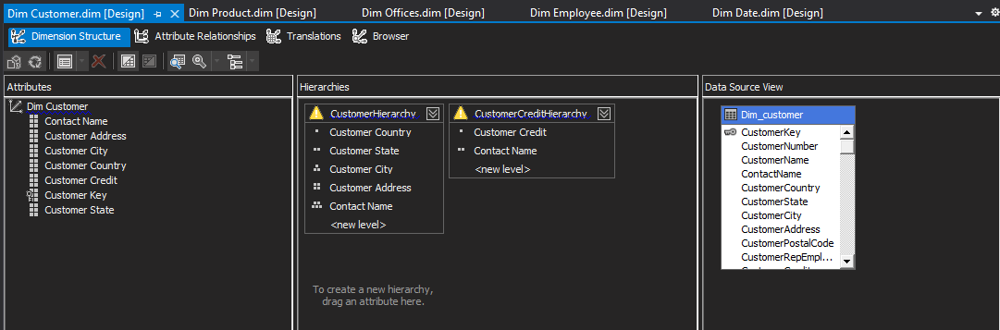 Dim Customer.dim [Design] Dim Product.dim [Design] Dim Offices.dim [Design] Dim Employee.dim [Design] Dim Date.dim [Design]
Dimension Structure Attribute Relationships Translations Browser
Attributes
Dim Customer
Contact Name
Customer Address
Customer City
Customer Country
Customer Credit
Customer Key
Customer State
Hierarchies
CustomerHierarchy
Customer Country
Customer State
Customer City
Customer Address
Contact Name
<new level>
CustomerCreditHierarchy
Customer Credit
Contact Name
<new level>
To create a new hierarchy,
drag an attribute here.
Data Source View
Dim_customer
CustomerKey
CustomerNumber
CustomerName
ContactName
CustomerCountry
CustomerState
CustomerCity
CustomerAddress
CustomerPostalCode
CustomerRepEmpl...